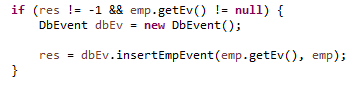 if (res != -1 && emp.getEv() != null) {
    DbEvent dbEv = new DbEvent();

    res = dbEv.insertEmpEvent(emp.getEv(), emp);
}